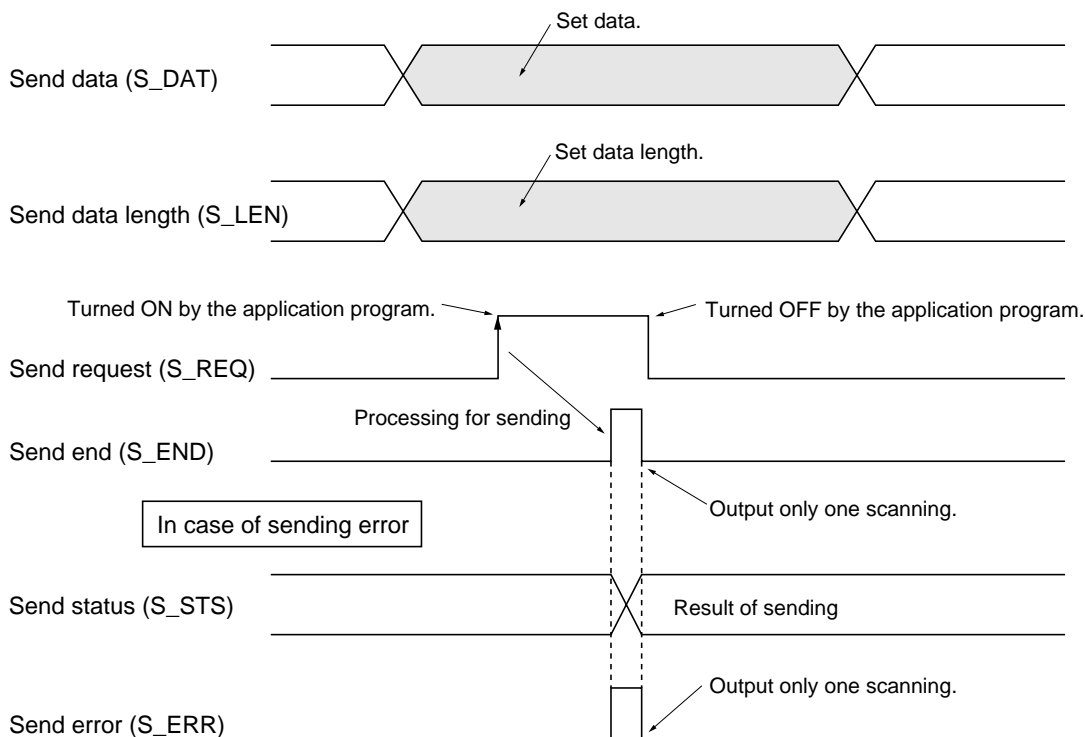 Set data.
Send data (S_DAT)
Set data length.
Send data length (S_LEN)
Turned ON by the application program.
Turned OFF by the application program.
Send request (S_REQ)
Processing for sending
Send end (S_END)
Output only one scanning.
In case of sending error
Send status (S_STS)
Result of sending
Output only one scanning.
Send error (S_ERR)